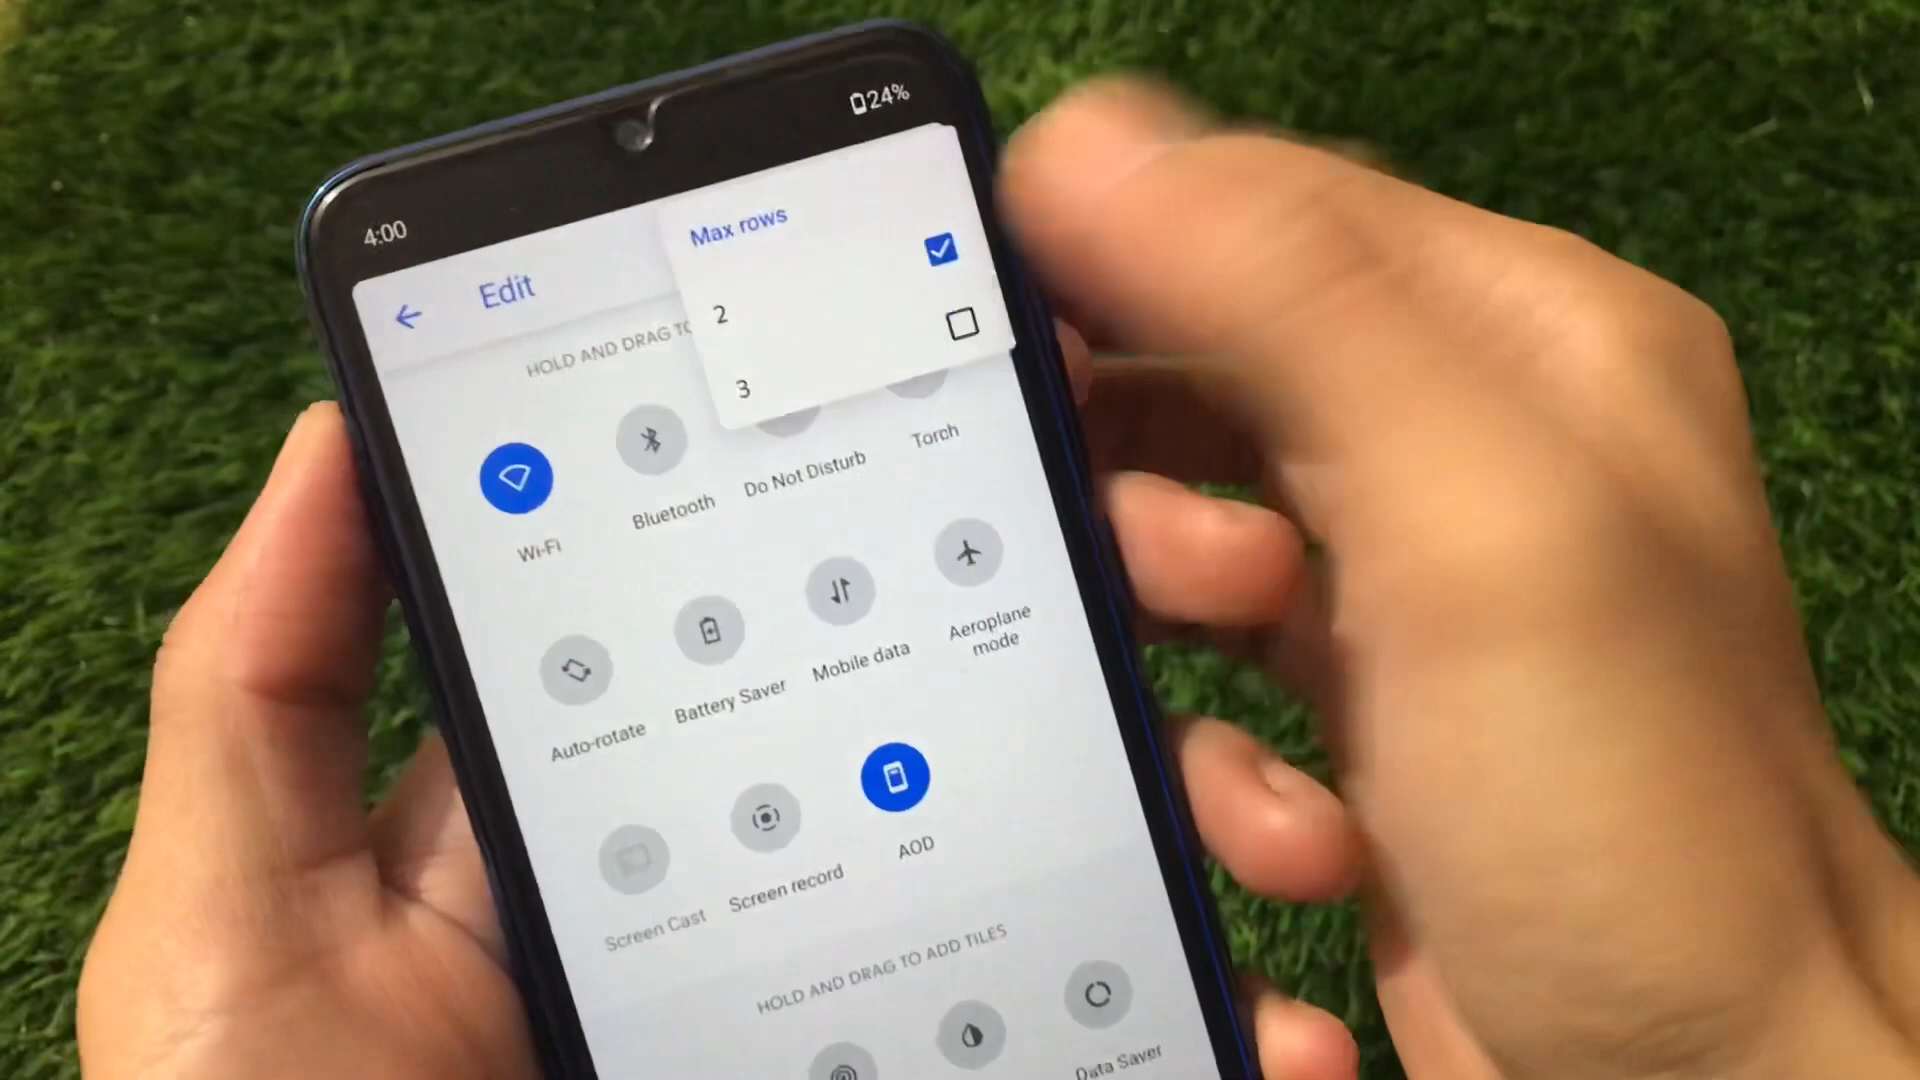 4:00
24%
Edit
Max rows
2
3
HOLD AND DRAG TO
Wi-Fi
Bluetooth
Do Not Disturb
Torch
Auto-rotate
Battery Saver
Mobile data
Aeroplane
mode
Screen Cast
Screen record
AOD
HOLD AND DRAG TO ADD TILES
Data Saver